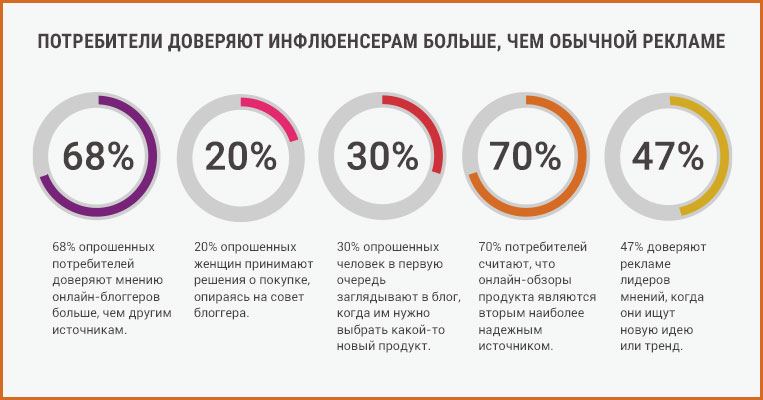 ПОТРЕБИТЕЛИ ДОВЕРЯЮТ ИНФЛЮЕНСЕРАМ БОЛЬШЕ, ЧЕМ ОБЫЧНОЙ РЕКЛАМЕ
68%
20%
30%
70%
47%
68% опрошенных
потребителей
доверяют мнению
онлайн-блоггеров
больше, чем другим
источникам.
20% опрошенных
женщин принимают
решения о покупке,
опираясь на совет
блоггера.
30% опрошенных
человек в первую
очередь
заглядывают в блог,
когда им нужно
выбрать какой-то
новый продукт.
70% потребителей
считают, что
онлайн-обзоры
продукта являются
вторым наиболее
надежным
источником.
47% доверяют
рекламе
лидеров
мнений, когда
они ищут
новую идею
или тренд.